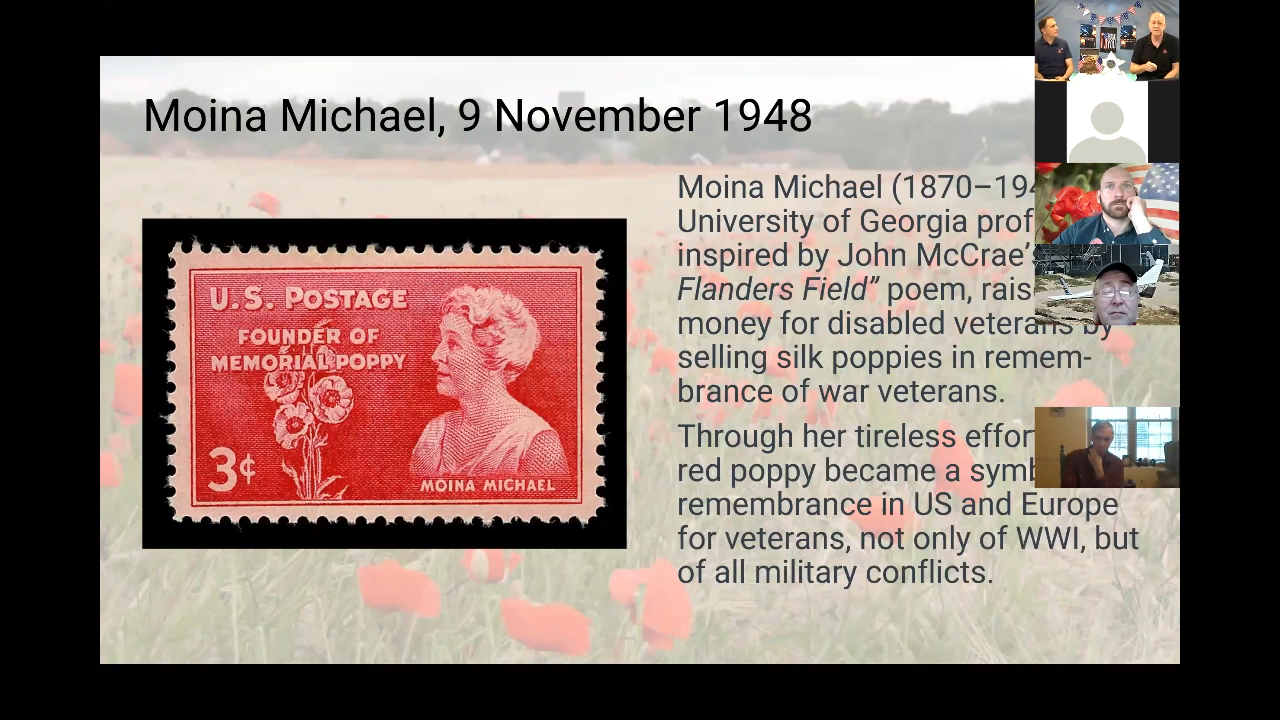 Moina Michael, 9 November 1948
U.S. POSTAGE
FOUNDER OF
MEMORIAL POPPY
3¢
MOINA MICHAEL
Moina Michael (1870–194
University of Georgia prof
inspired by John McCrae’s
Flanders Field” poem, rais
money for disabled veterans by
selling silk poppies in remem-
brance of war veterans.
Through her tireless effor
red poppy became a symb
remembrance in US and Europe
for veterans, not only of WWI, but
of all military conflicts.